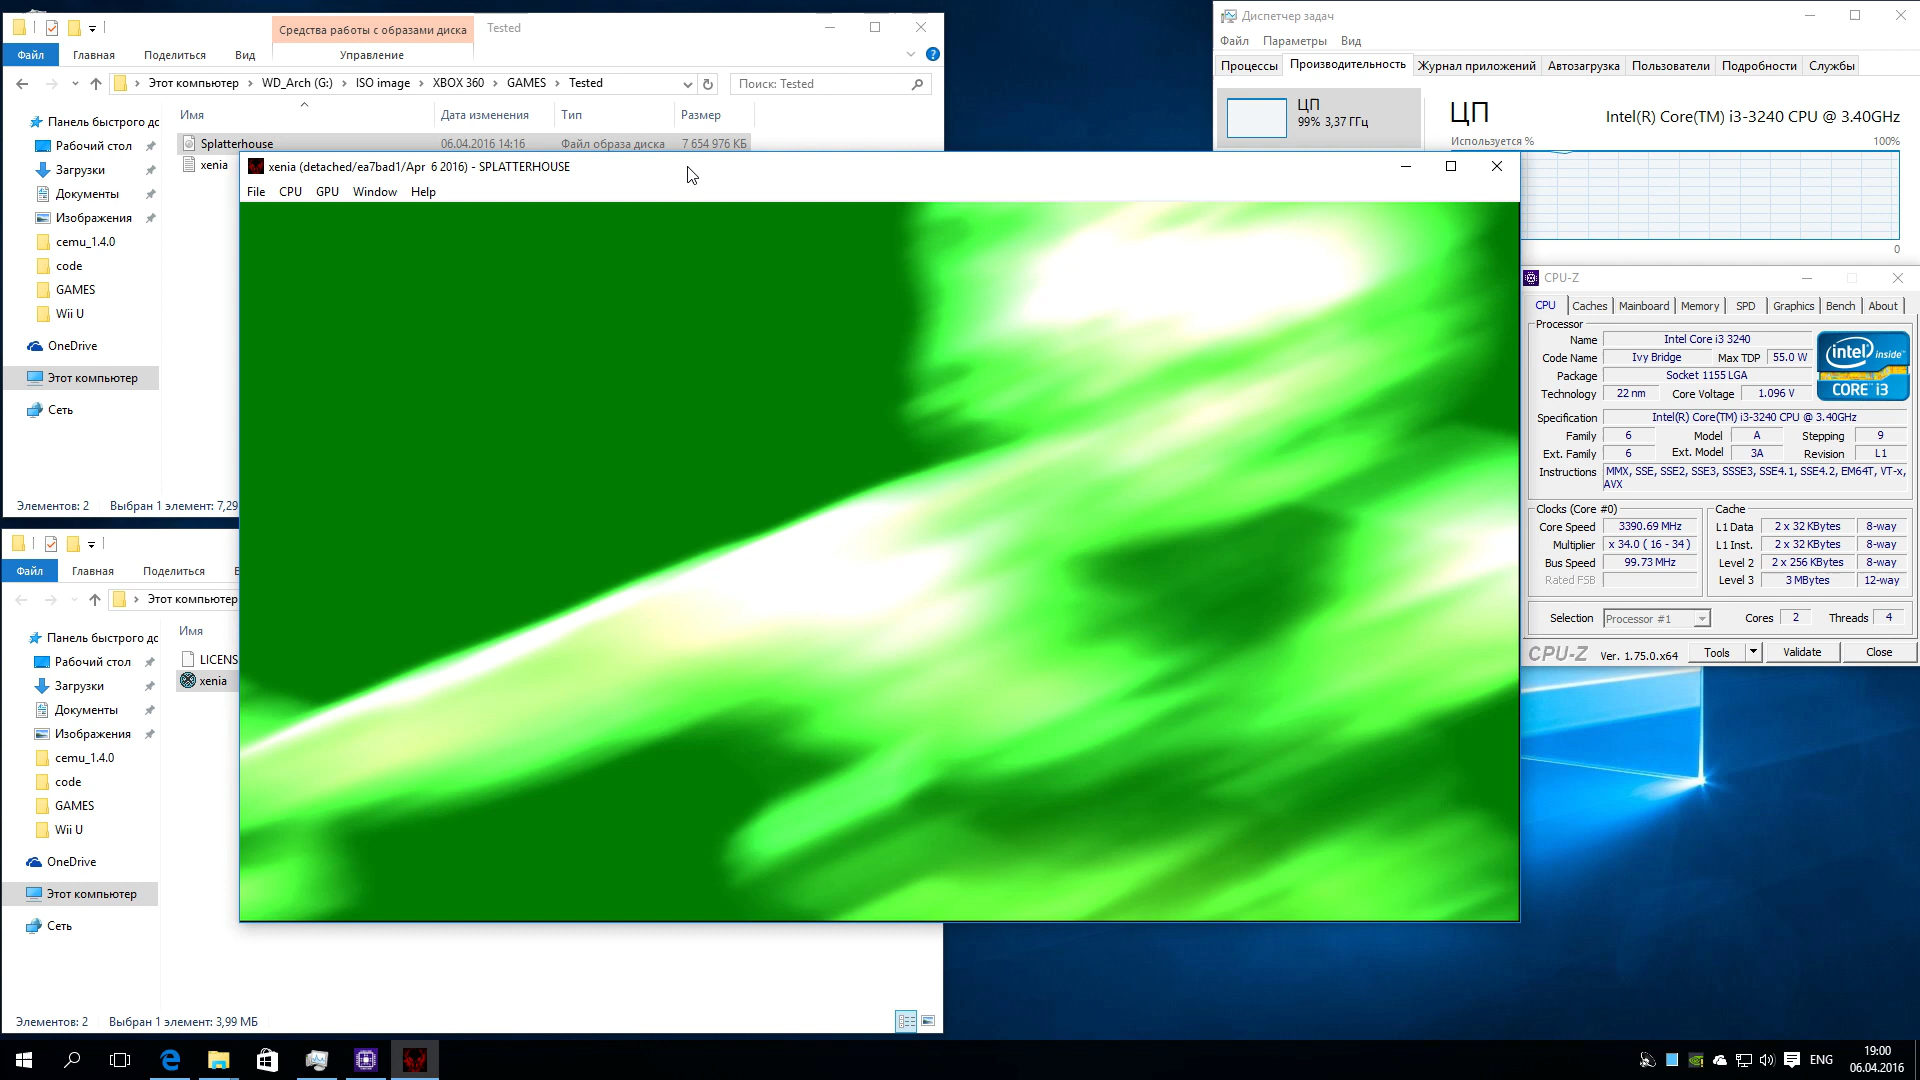 Средства работы с образами диска
Tested
Файл
Главная
Поделиться
Вид
Управление
Этот компьютер
WD_Arch (G:)
ISO image
XBOX 360
GAMES
Tested
Поиск: Tested
Имя
Дата изменения
Тип
Размер
Панель быстрого дс
Рабочий стол
Загрузки
Документы
Изображения
cemu_1.4.0
code
GAMES
Wii U
OneDrive
Этот компьютер
Сеть
Splatterhouse
06.04.2016 14:16
Файл образа диска
7 654 976 КБ
xenia
Элементов: 2
Выбран 1 элемент: 7,29
xenia (detached/ea7bad1/Apr 6 2016) - SPLATTERHOUSE
File
CPU
GPU
Window
Help
Диспетчер задач
Файл
Параметры
Вид
Процессы
Производительность
Журнал приложений
Автозагрузка
Пользователи
Подробности
Службы
ЦП
99% 3,37 ГГц
ЦП
Intel(R) Core(TM) i3-3240 CPU @ 3.40GHz
Используется %
100%
0
CPU-Z
CPU
Caches
Mainboard
Memory
SPD
Graphics
Bench
About
Processor
Name
Intel Core i3 3240
Code Name
Ivy Bridge
Max TDP
55.0 W
Package
Socket 1155 LGA
Technology
22 nm
Core Voltage
1.096 V
intel inside
CORE i3
Specification
Intel(R) Core(TM) i3-3240 CPU @ 3.40GHz
Family
6
Model
A
Stepping
9
Ext. Family
6
Ext. Model
3A
Revision
L1
Instructions
MMX, SSE, SSE2, SSE3, SSSE3, SSE4.1, SSE4.2, EM64T, VT-x,
AVX
Clocks (Core #0)
Core Speed
3390.69 MHz
Multiplier
x 34.0 ( 16 - 34 )
Bus Speed
99.73 MHz
Rated FSB
Cache
L1 Data
2 x 32 KBytes
8-way
L1 Inst.
2 x 32 KBytes
8-way
Level 2
2 x 256 KBytes
8-way
Level 3
3 MBytes
12-way
Selection
Processor #1
Cores
2
Threads
4
CPU-Z
Ver. 1.75.0.x64
Tools
Validate
Close
Файл
Главная
Поделиться
Этот компьютер
Имя
Панель быстрого дс
Рабочий стол
Загрузки
Документы
Изображения
cemu_1.4.0
code
GAMES
Wii U
OneDrive
Этот компьютер
Сеть
LICENS
xenia
Элементов: 2
Выбран 1 элемент: 3,99 МБ
ENG
19:00
06.04.2016